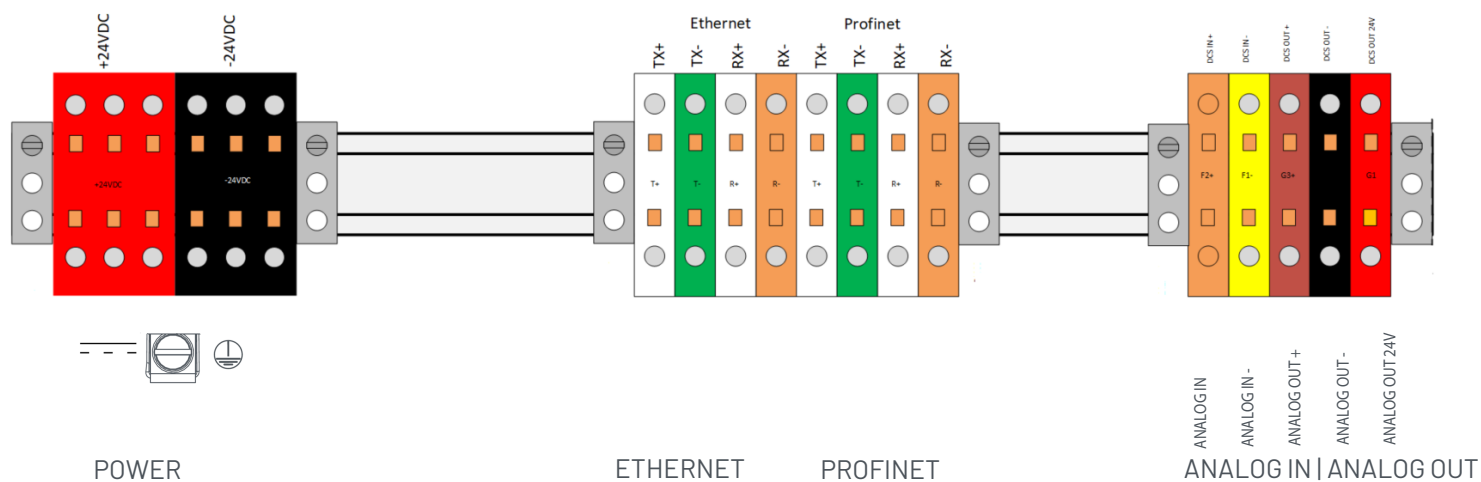 +24VDC
-24VDC
Ethernet
Profinet
TX+
TX-
RX+
RX-
TX+
TX-
RX+
RX-
DCS IN+
DCS IN-
DCS OUT+
DCS OUT-
DCS OUT 24V
+24VDC
-24VDC
T+
T-
R+
R-
T+
T-
R+
R-
F2+
F1-
G3+
G1
ANALOG IN
ANALOG IN -
ANALOG OUT +
ANALOG OUT -
ANALOG OUT 24V
POWER
ETHERNET
PROFINET
ANALOG IN | ANALOG OUT